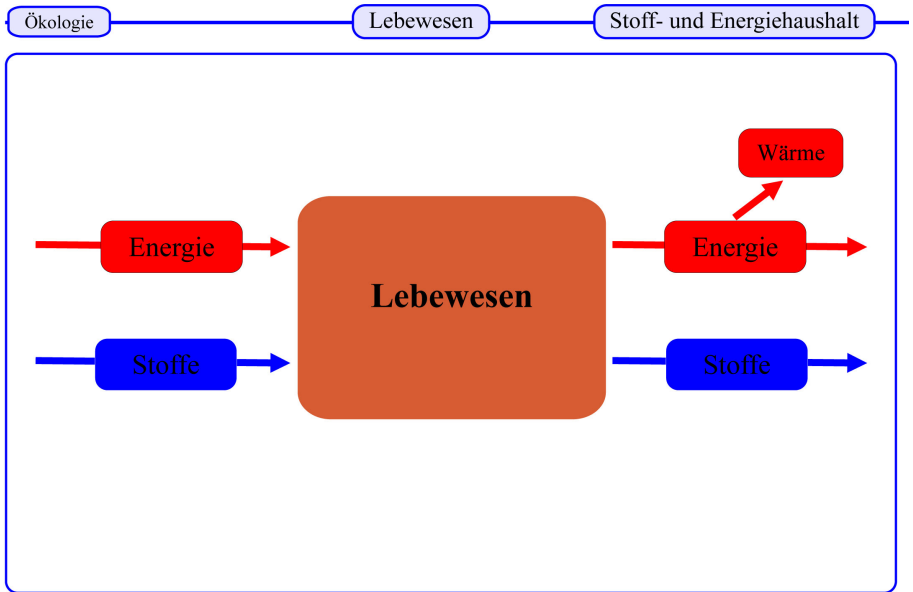 Ökologie
Lebewesen
Stoff- und Energiehaushalt
Wärme
Energie
Energie
Lebewesen
Stoffe
Stoffe